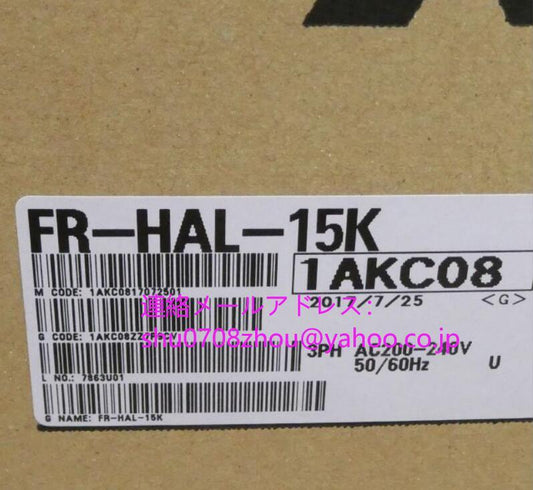 FR-HAL-15K
1AKC08
M CODE: 1AKC0817072501
2017/7/25 <G>
連絡メールアドレス:
G CODE: 1AKC08ZZ
shu0708zhou@yahoo.co.jp
3PH AC200-240V
50/60Hz U
L NO.: 7863U01
G NAME: FR-HAL-15K